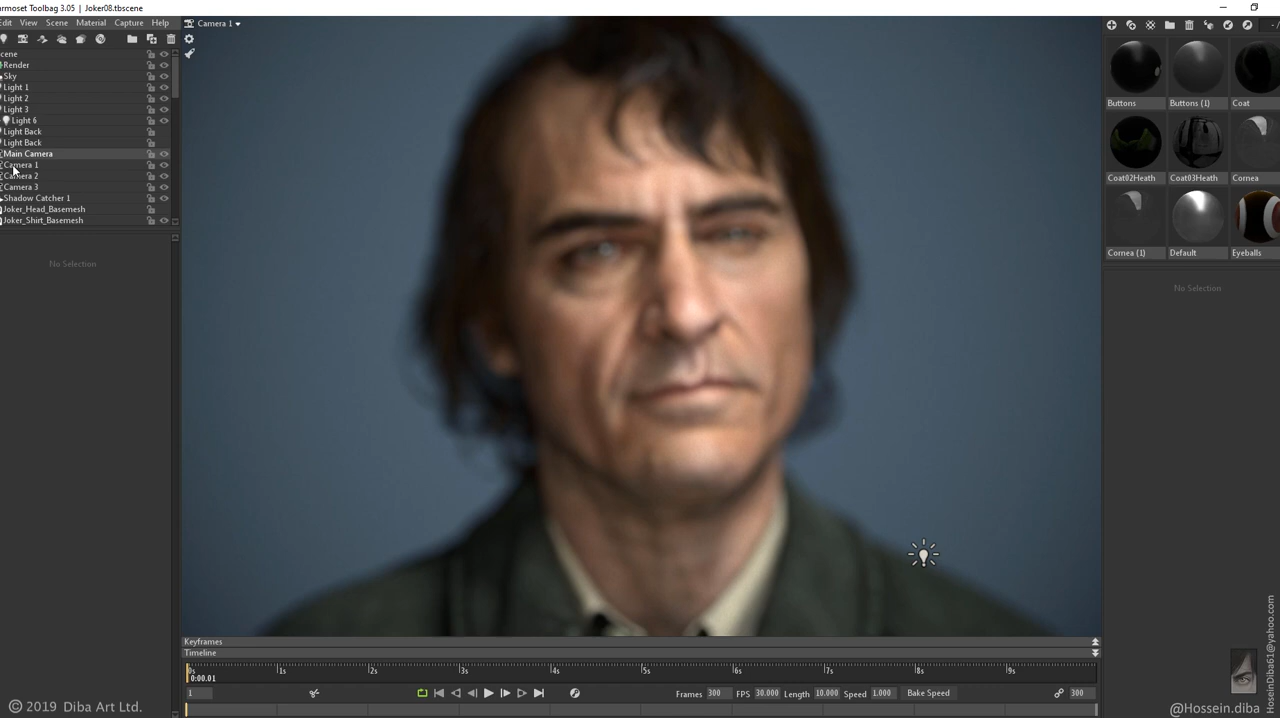 armoset Toolbag 3.05 | Joker08.tbscene
Edit View Scene Material Capture Help
Camera 1
cene
Render
Sky
Light 1
Light 2
Light 3
Light 6
Light Back
Light Back
Main Camera
Camera 1
Camera 2
Camera 3
Shadow Catcher 1
Joker_Head_Basemesh
Joker_Shirt_Basemesh
No Selection
Buttons Buttons (1) Coat
Coat02Heath Coat03Heath Cornea
Cornea (1) Default Eyeballs
No Selection
Keyframes
Timeline
0s 1s 2s 3s 4s 5s 6s 7s 8s 9s
0:00.01
1 Frames 300 FPS 30.000 Length 10.000 Speed 1.000 Bake Speed 300
© 2019 Diba Art Ltd.
@Hossein.diba
HoseinDiba61@yahoo.com